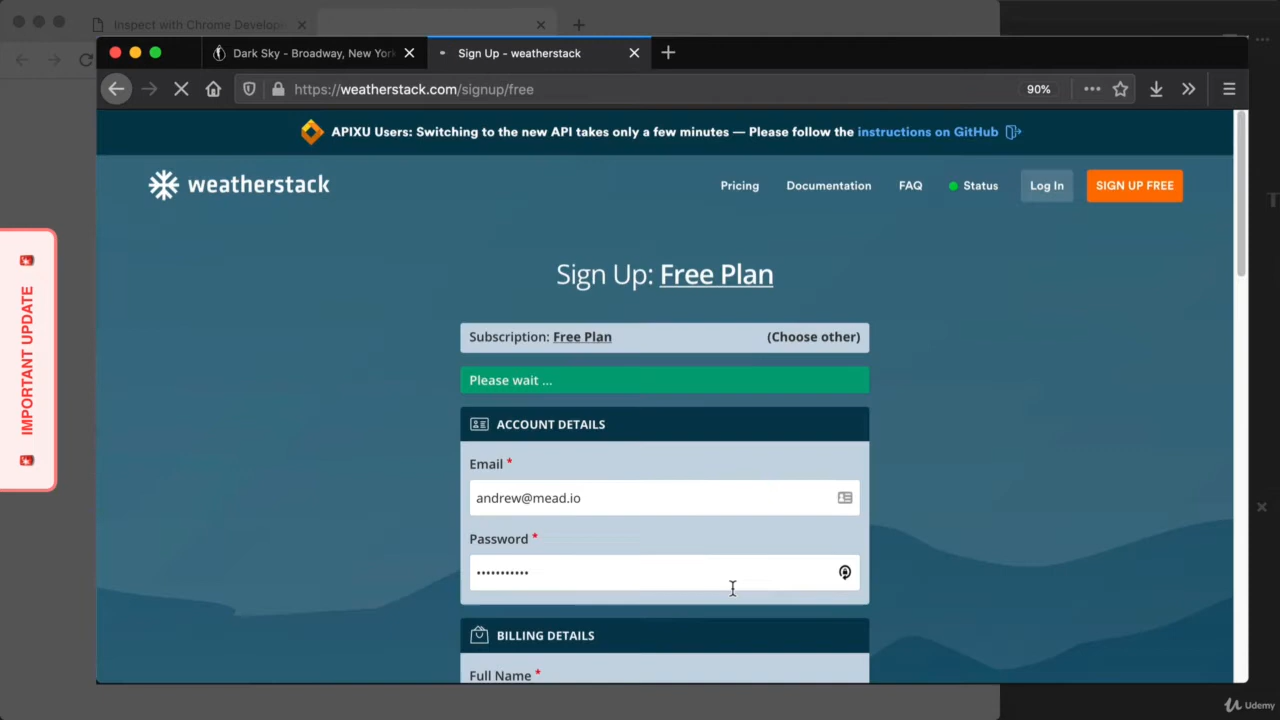 Inspect with Chrome Develope
Dark Sky - Broadway, New York
Sign Up - weatherstack
https://weatherstack.com/signup/free
90%
APIXU Users: Switching to the new API takes only a few minutes — Please follow the instructions on GitHub
weatherstack
Pricing
Documentation
FAQ
Status
Log In
SIGN UP FREE
IMPORTANT UPDATE
Sign Up: Free Plan
Subscription: Free Plan
(Choose other)
Please wait ...
ACCOUNT DETAILS
Email *
andrew@mead.io
Password *
•••••••••••
BILLING DETAILS
Full Name *
Udemy